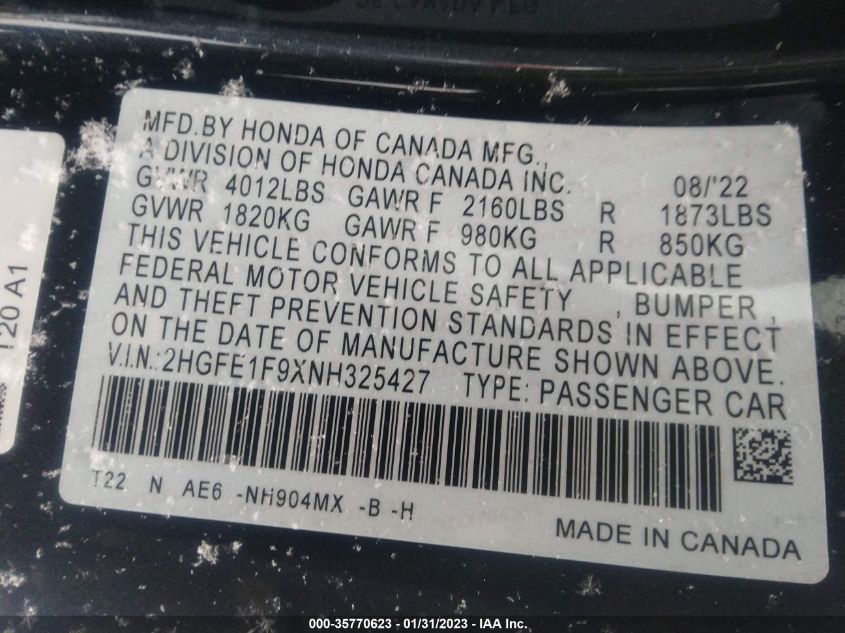 MFD.BY HONDA OF CANADA MFG.,
A DIVISION OF HONDA CANADA INC. 08/'22
GVWR 4012LBS GAWR F 2160LBS R 1873LBS
GVWR 1820KG GAWR F 980KG R 850KG
THIS VEHICLE CONFORMS TO ALL APPLICABLE
FEDERAL MOTOR VEHICLE SAFETY , BUMPER ,
AND THEFT PREVENTION STANDARDS IN EFFECT
ON THE DATE OF MANUFACTURE SHOWN ABOVE.
V.I.N.: 2HGFE1F9XNH325427 TYPE: PASSENGER CAR
T22 N AE6 -NH904MX -B -H
MADE IN CANADA
T20 A1
000-35770623 - 01/31/2023 - IAA Inc.